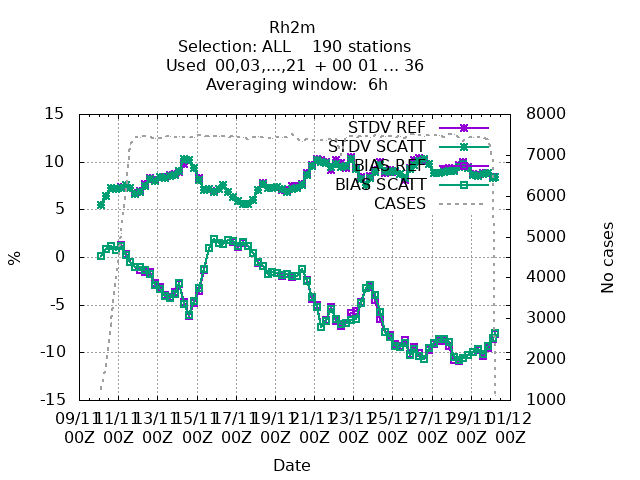 Rh2m
Selection: ALL 190 stations
Used 00,03,...,21 + 00 01 ... 36
Averaging window: 6h
15 8000
STDV REF
STDV SCATT
10 7000
BIAS REF
BIAS SCATT
6000
CASES
5
0 5000
%
No cases
4000
-5
3000
-10 2000
-15 1000
09/11 11/11 13/11 15/11 17/11 19/11 21/11 23/11 25/11 27/11 29/11 01/12
00Z 00Z 00Z 00Z 00Z 00Z 00Z 00Z 00Z 00Z 00Z 00Z
Date